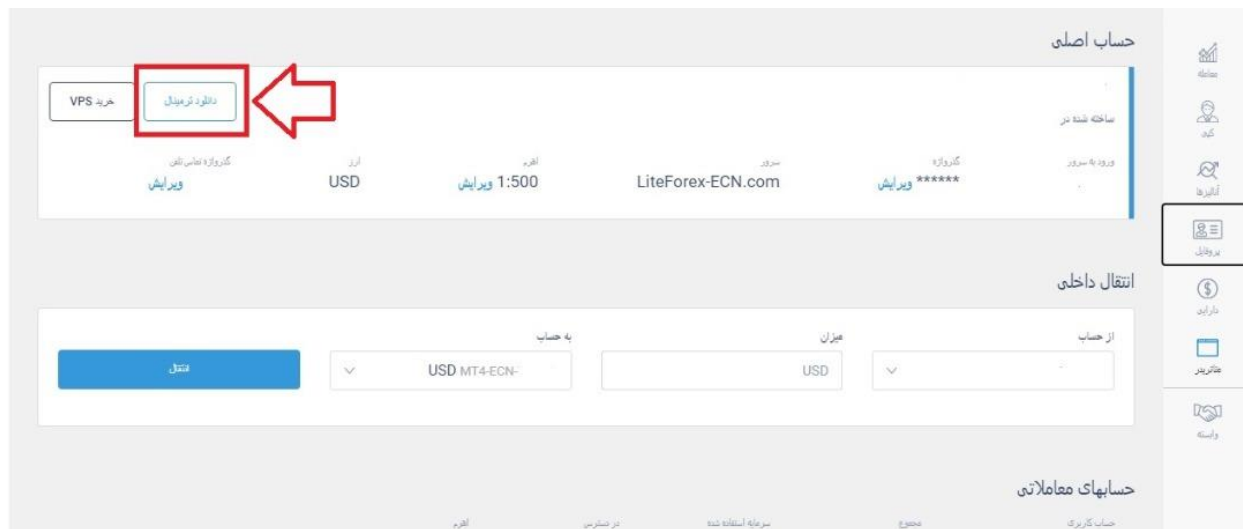 حساب اصلی
دانلود ترمینال
خرید VPS
ساخته شده در
ورود به سرور
گذرواژه
سرور
اهرم
ارز
گذرواژه تماس تلفن
****** ویرایش
LiteForex-ECN.com
1:500 ویرایش
USD
ویرایش
انتقال داخلی
از حساب
میزان
به حساب
USD
USD MT4-ECN-
انتقال
حسابهای معاملاتی
حساب کاربری
مجموع
سرمایه استفاده شده
در دسترس
اهرم
معامله
کپی
آنالیزها
پروفایل
دارایی
متاتریدر
وابسته